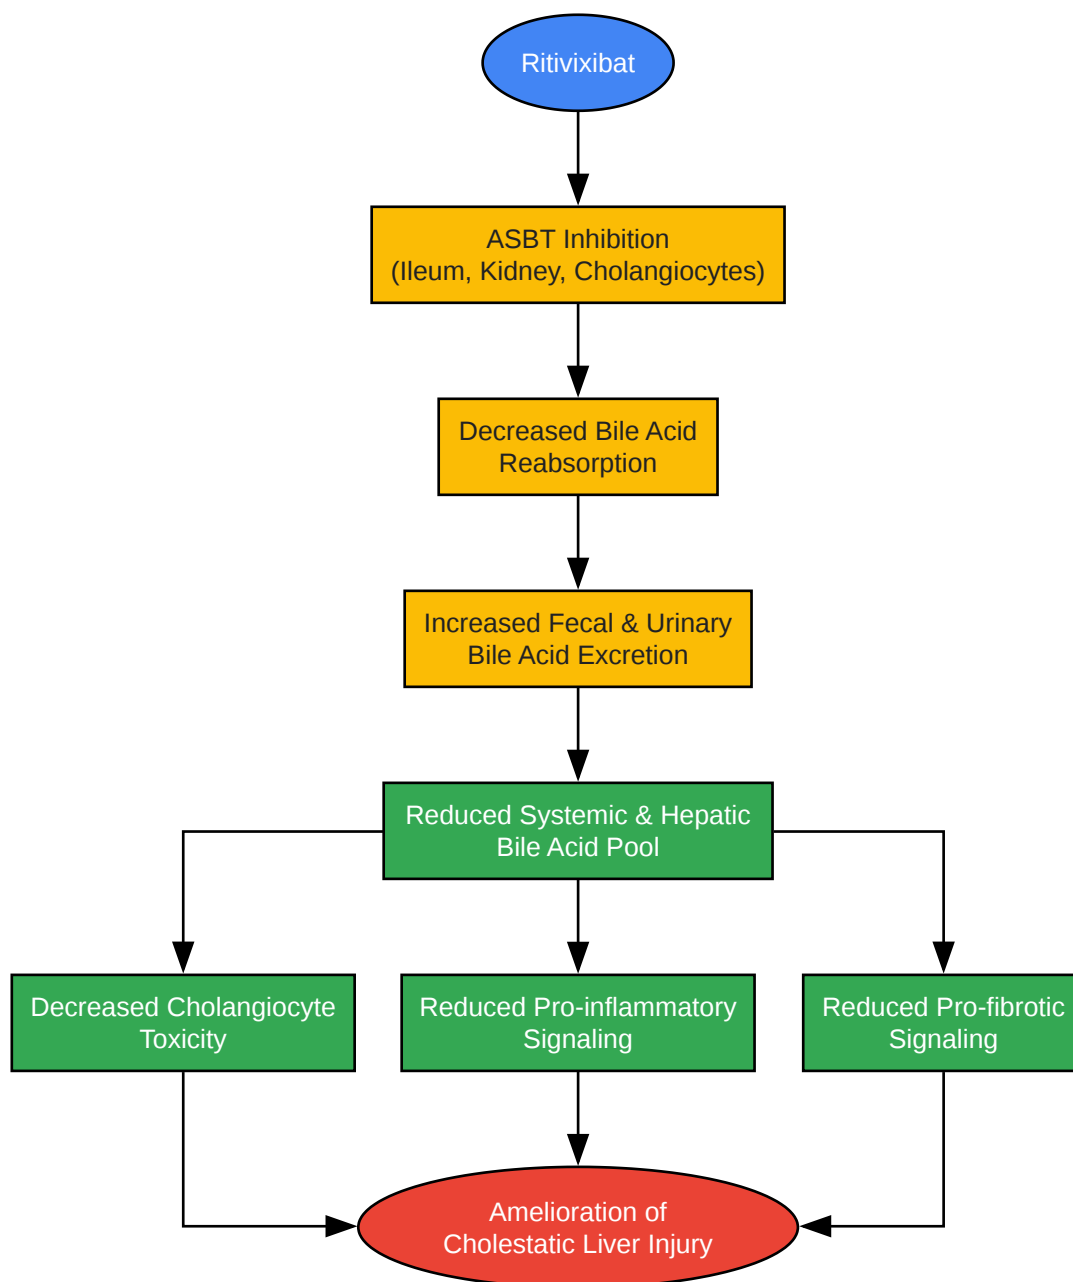 Ritivixibat
ASBT Inhibition
(Ileum, Kidney, Cholangiocytes)
Decreased Bile Acid
Reabsorption
Increased Fecal & Urinary
Bile Acid Excretion
Reduced Systemic & Hepatic
Bile Acid Pool
Decreased Cholangiocyte
Toxicity
Reduced Pro-inflammatory
Signaling
Reduced Pro-fibrotic
Signaling
Amelioration of
Cholestatic Liver Injury